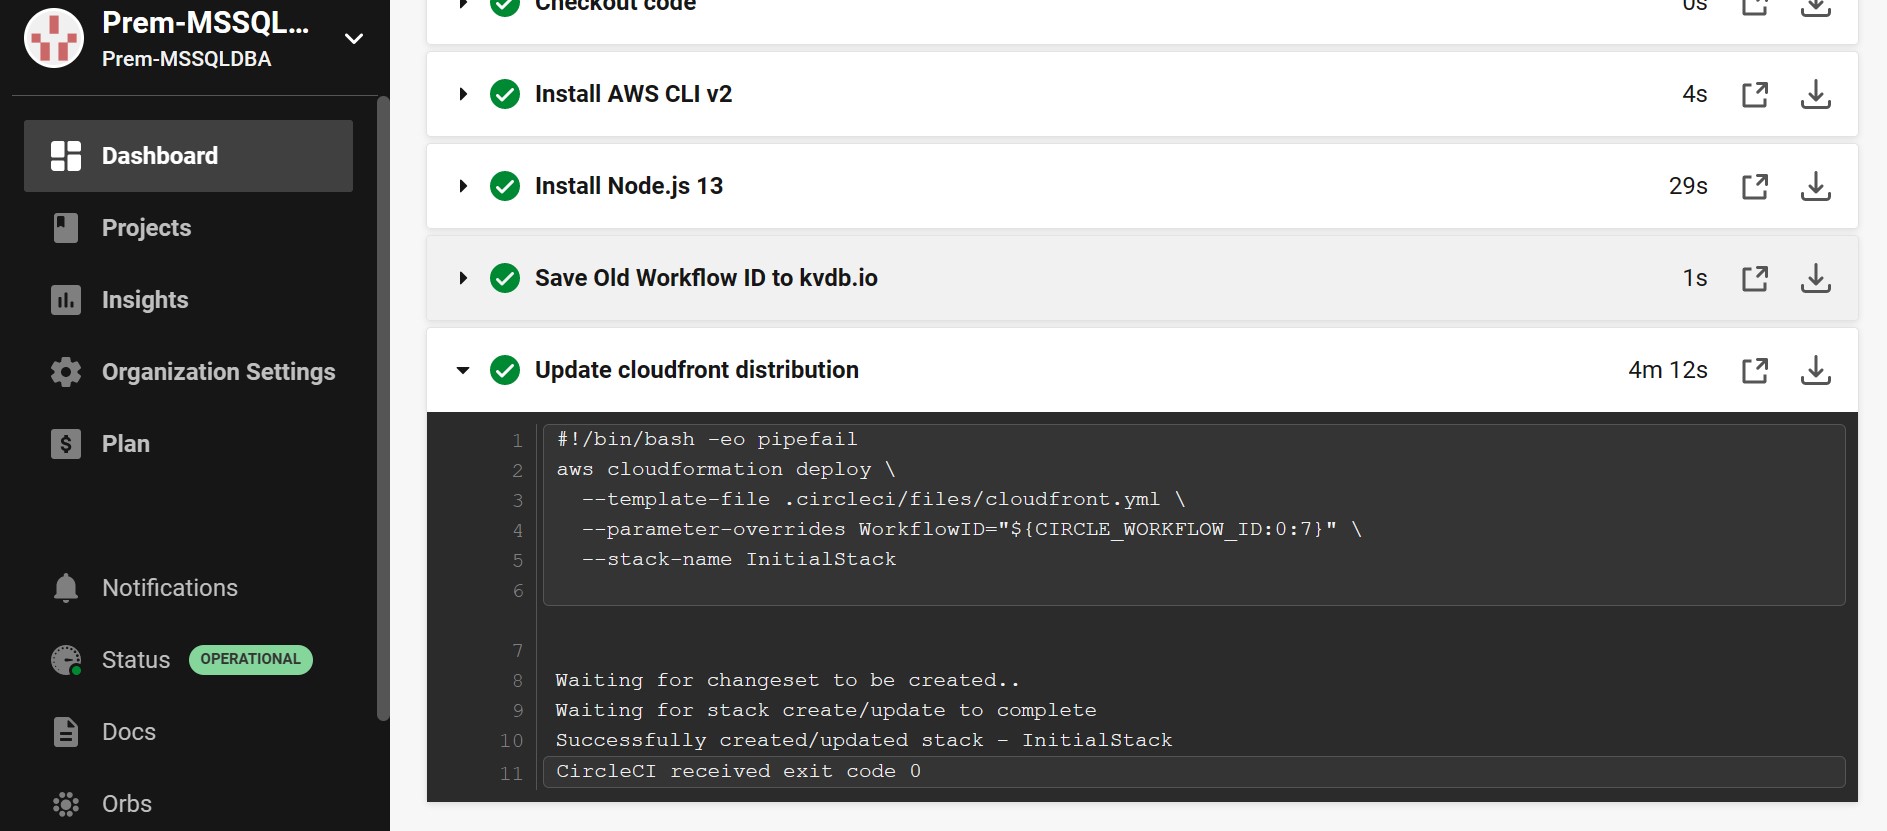 Prem-MSSQL...
Prem-MSSQLDBA
Dashboard
Projects
Insights
Organization Settings
Plan
Notifications
Status OPERATIONAL
Docs
Orbs
Checkout code 0s
Install AWS CLI v2 4s
Install Node.js 13 29s
Save Old Workflow ID to kvdb.io 1s
Update cloudfront distribution 4m 12s
1 #!/bin/bash -eo pipefail
2 aws cloudformation deploy \
3 --template-file .circleci/files/cloudfront.yml \
4 --parameter-overrides WorkflowID="${CIRCLE_WORKFLOW_ID:0:7}" \
5 --stack-name InitialStack
6
7
8 Waiting for changeset to be created..
9 Waiting for stack create/update to complete
10 Successfully created/updated stack - InitialStack
11 CircleCI received exit code 0